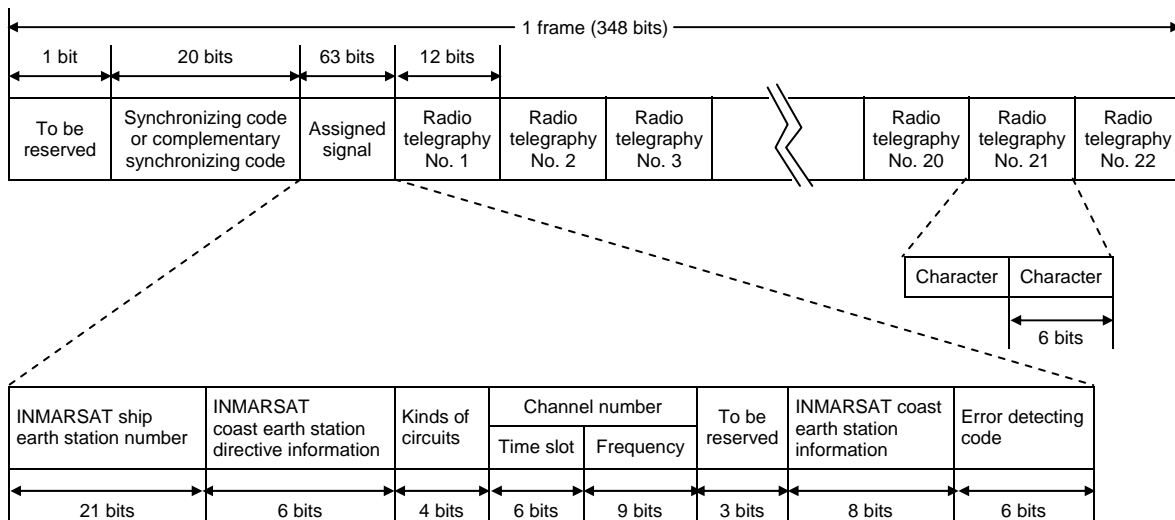 1 frame (348 bits)
1 bit
20 bits
63 bits
12 bits
To be
reserved
Synchronizing code
or complementary
synchronizing code
Assigned
signal
Radio
telegraphy
No. 1
Radio
telegraphy
No. 2
Radio
telegraphy
No. 3
Radio
telegraphy
No. 20
Radio
telegraphy
No. 21
Radio
telegraphy
No. 22
Character
Character
6 bits
INMARSAT ship
earth station number
INMARSAT
coast earth station
directive information
Kinds of
circuits
Channel number
Time slot
Frequency
To be
reserved
INMARSAT coast
earth station
information
Error detecting
code
21 bits
6 bits
4 bits
6 bits
9 bits
3 bits
8 bits
6 bits